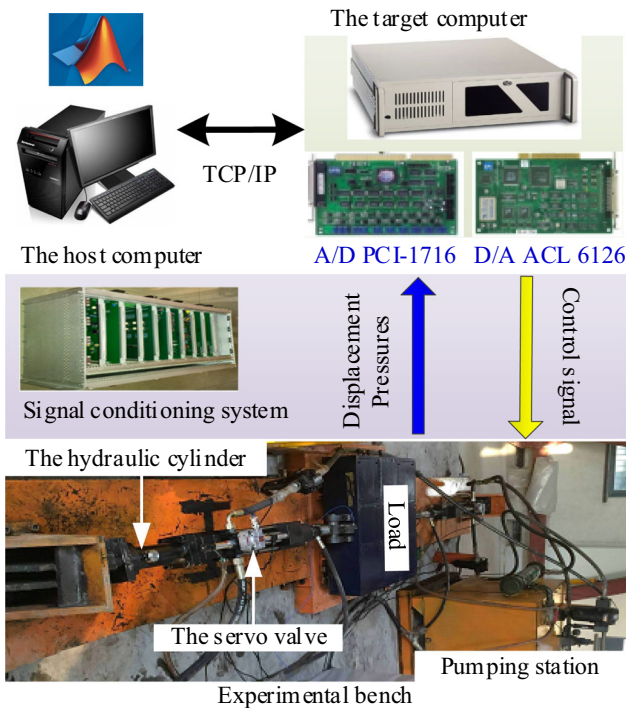 The target computer
TCP/IP
The host computer
A/D PCI-1716
D/A ACL 6126
Signal conditioning system
Displacement
Pressures
Control signal
The hydraulic cylinder
Load
The servo valve
Pumping station
Experimental bench